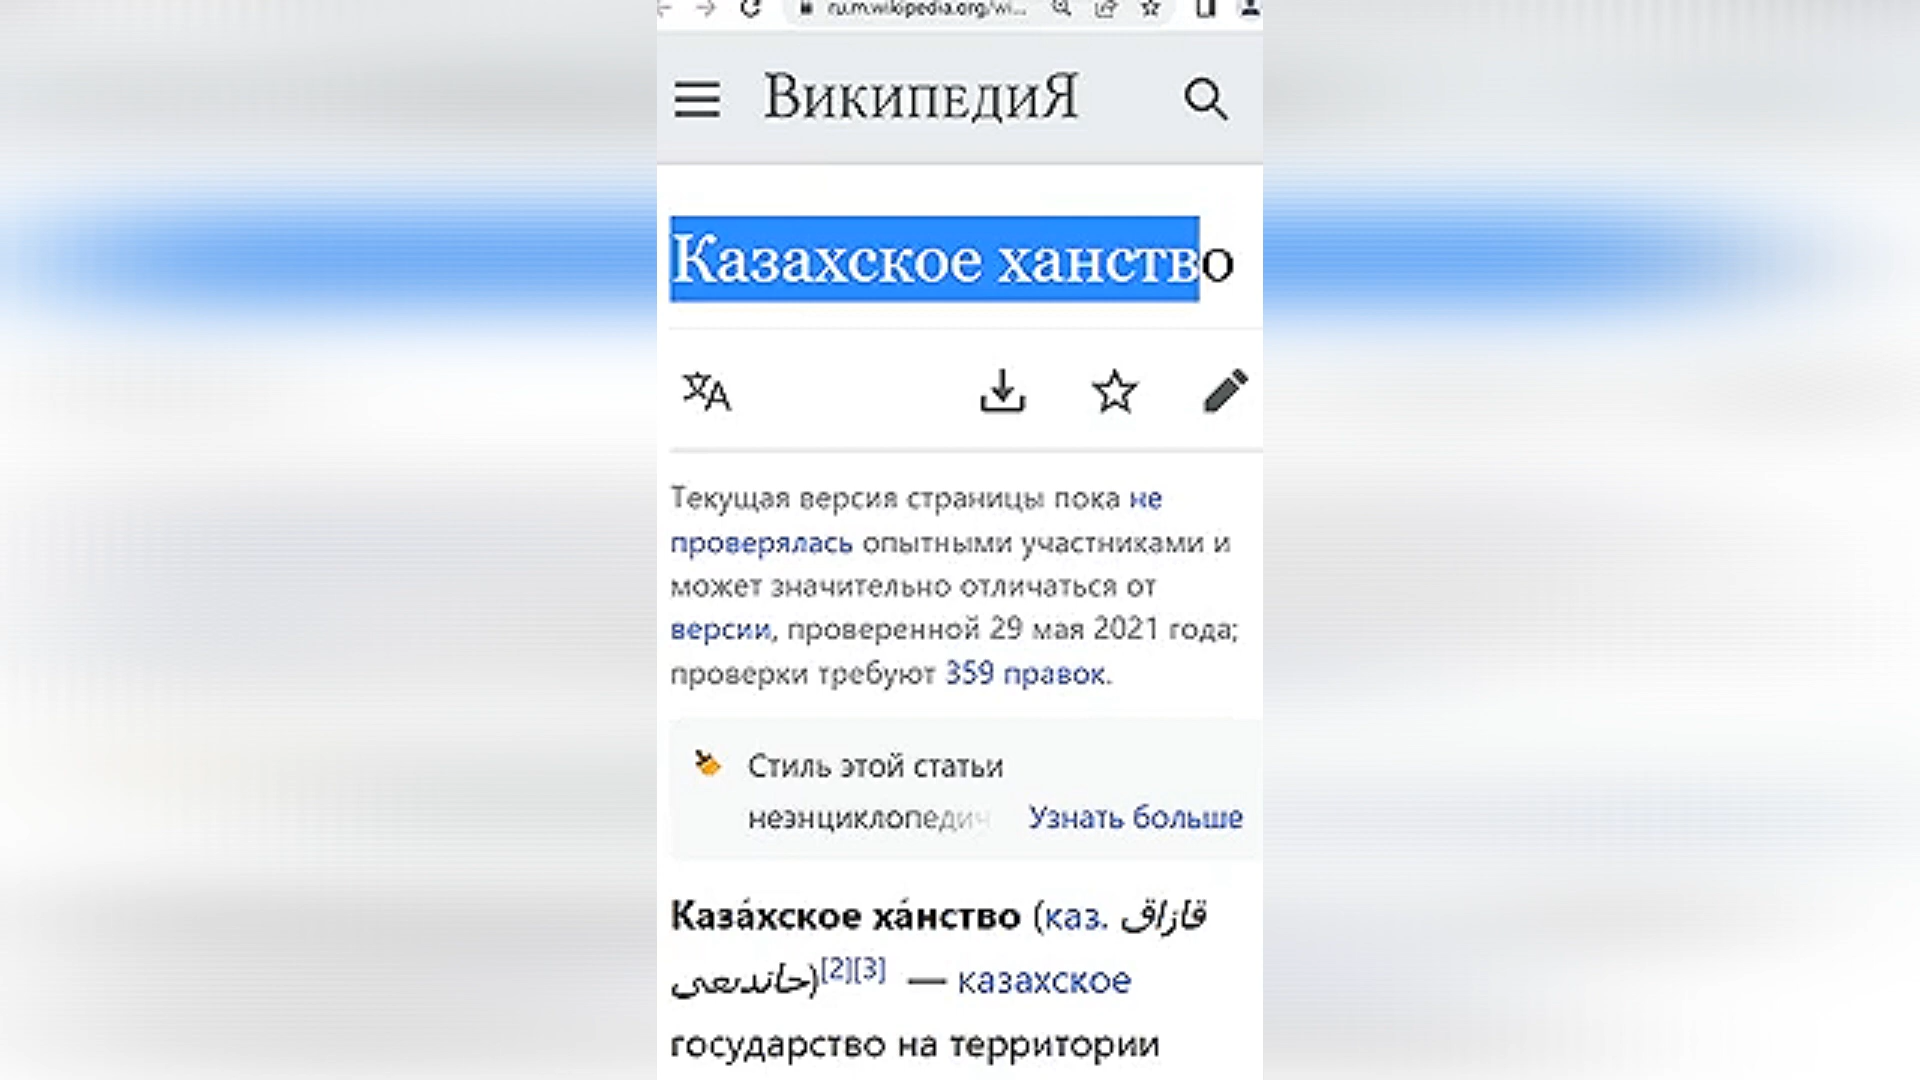 ru.m.wikipedia.org/wi...
ВикипедиЯ
Казахское ханство
Текущая версия страницы пока не
проверялась опытными участниками и
может значительно отличаться от
версии, проверенной 29 мая 2021 года;
проверки требуют 359 правок.
Стиль этой статьи
неэнциклопедич Узнать больше
Каза́хское ха́нство (каз. قازاق
حاندىعى)[2][3] — казахское
государство на территории